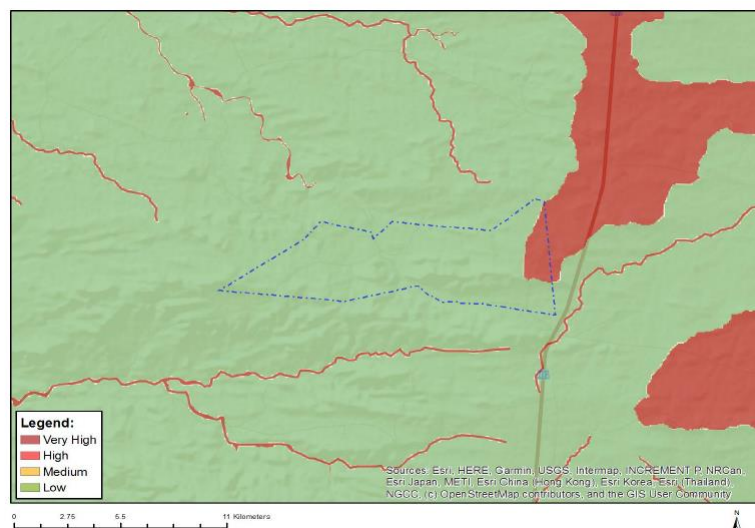 Legend:
Very High
High
Medium
Low
Sources: Esri, HERE, Garmin, USGS, Intermap, INCREMENT P, NRCan,
Esri Japan, METI, Esri China (Hong Kong), Esri Korea, Esri (Thailand),
NGCC, (c) OpenStreetMap contributors, and the GIS User Community
0 2.75 5.5 11 Kilometers
N